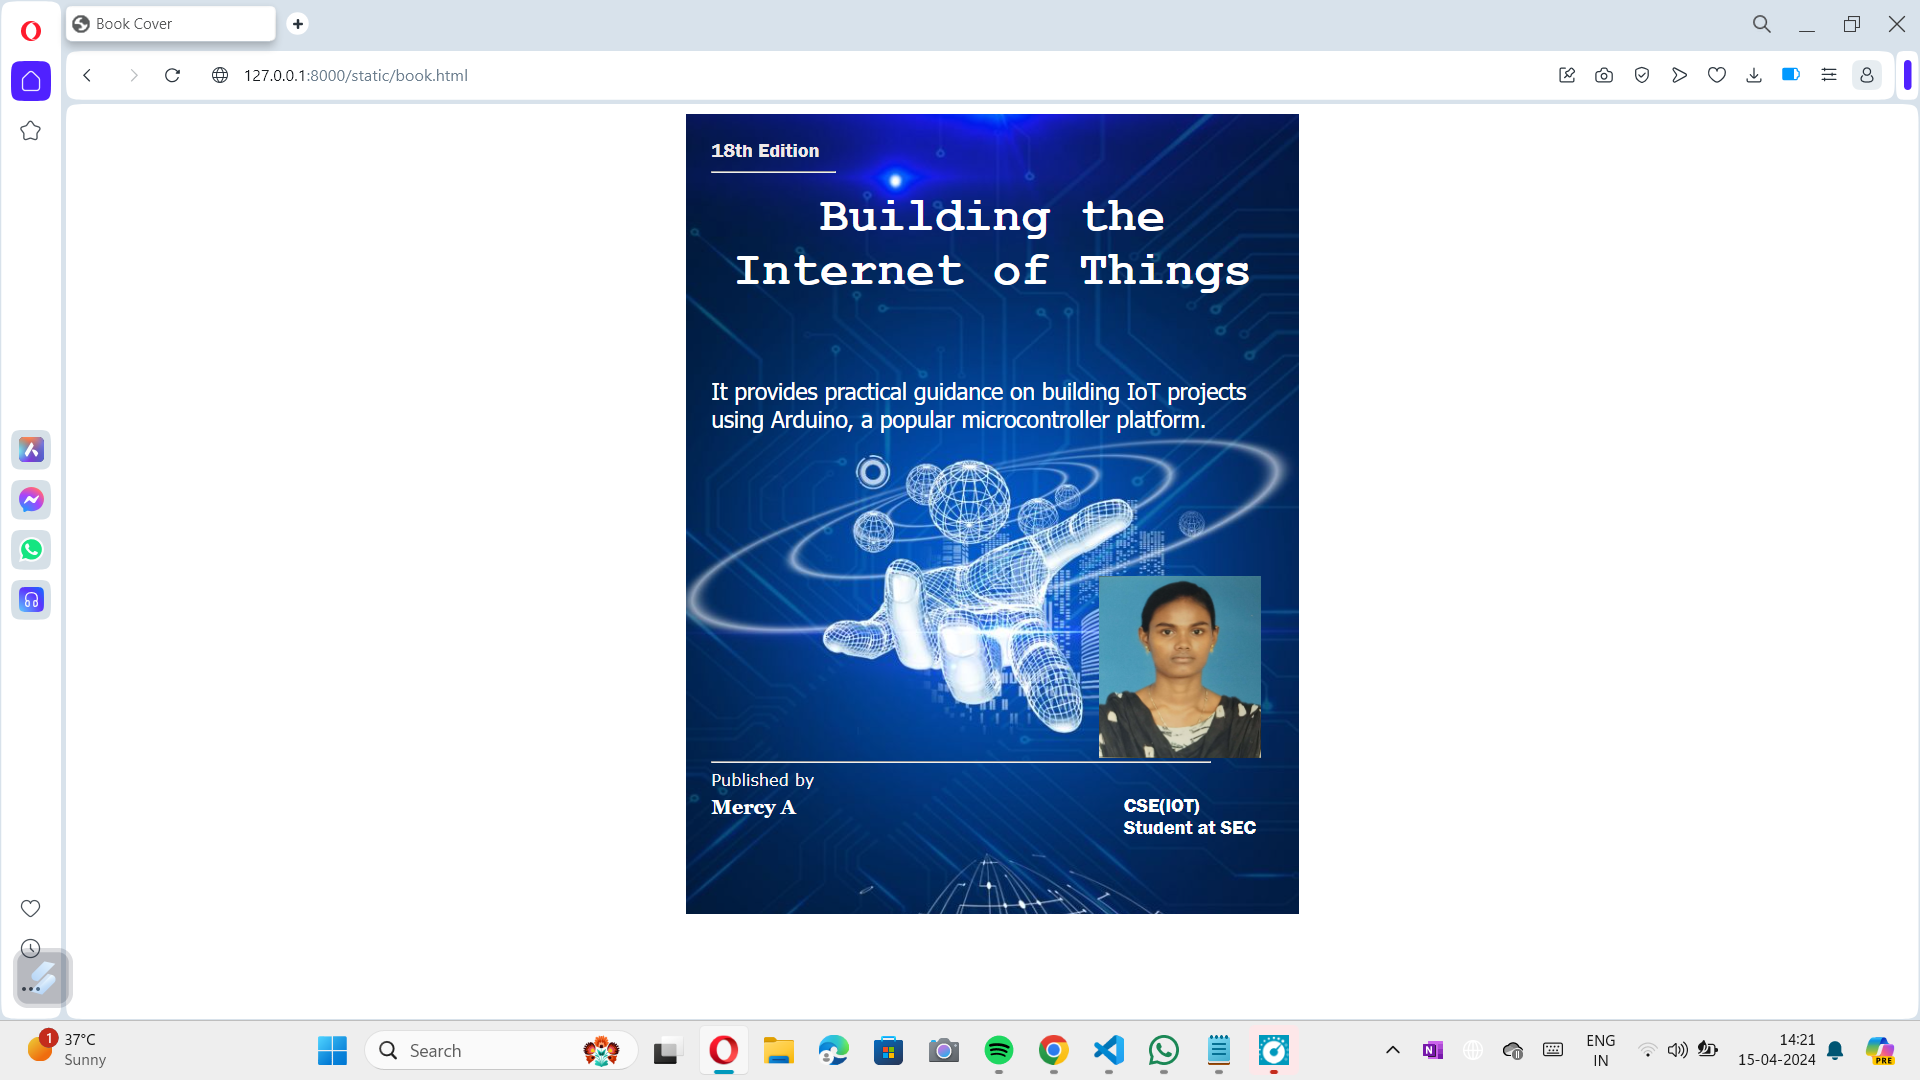 Book Cover
127.0.0.1:8000/static/book.html
18th Edition
Building the
Internet of Things
It provides practical guidance on building IoT projects
using Arduino, a popular microcontroller platform.
Published by
Mercy A
CSE(IOT)
Student at SEC
1
37°C
Sunny
Search
N
ENG
IN
14:21
15-04-2024
PRE